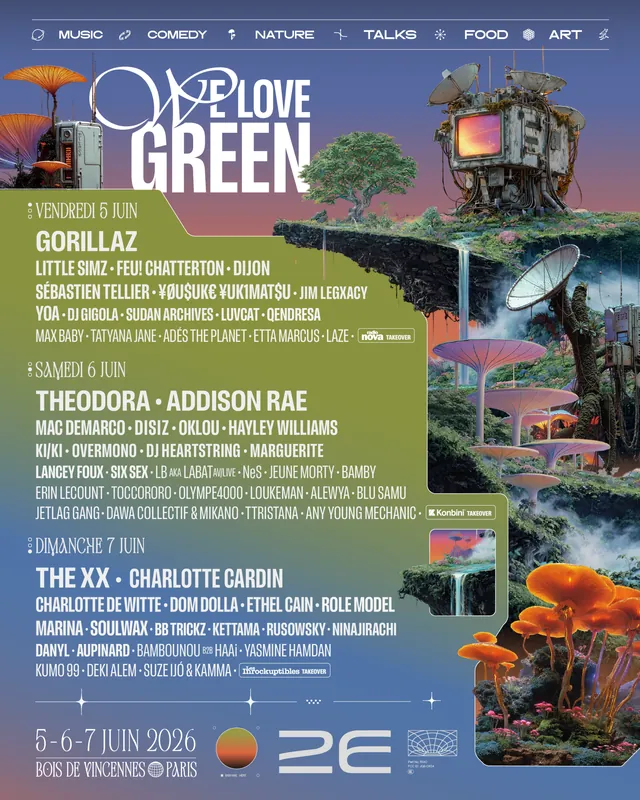 MUSIC COMEDY NATURE TALKS FOOD ART
WE LOVE
GREEN
VENDREDI 5 JUIN
GORILLAZ
LITTLE SIMZ • FEU! CHATTERTON • DIJON
SÉBASTIEN TELLIER • ¥ØU$UK€ ¥UK1MAT$U • JIM LEGXACY
YOA • DJ GIGOLA • SUDAN ARCHIVES • LUVCAT • QENDRESA
MAX BABY • TATYANA JANE • ADÉS THE PLANET • ETTA MARCUS • LAZE • radio nova TAKEOVER
SAMEDI 6 JUIN
THEODORA • ADDISON RAE
MAC DEMARCO • DISIZ • OKLOU • HAYLEY WILLIAMS
KI/KI • OVERMONO • DJ HEARTSTRING • MARGUERITE
LANCEY FOUX • SIX SEX • LB AKA LABAT AV/LIVE • NeS • JEUNE MORTY • BAMBY
ERIN LECOUNT • TOCCORORO • OLYMPE4000 • LOUKEMAN • ALEWYA • BLU SAMU
JETLAG GANG • DAWA COLLECTIF & MIKANO • TTRISTANA • ANY YOUNG MECHANIC • Konbini TAKEOVER
DIMANCHE 7 JUIN
THE XX • CHARLOTTE CARDIN
CHARLOTTE DE WITTE • DOM DOLLA • ETHEL CAIN • ROLE MODEL
MARINA • SOULWAX • BB TRICKZ • KETTAMA • RUSOWSKY • NINAJIRACHI
DANYL • AUPINARD • BAMBOUNOU B2B HAAi • YASMINE HAMDAN
KUMO 99 • DEKI ALEM • SUZE IJÓ & KAMMA • les inrockuptibles TAKEOVER
5-6-7 JUIN 2026
BOIS DE VINCENNES PARIS
2E